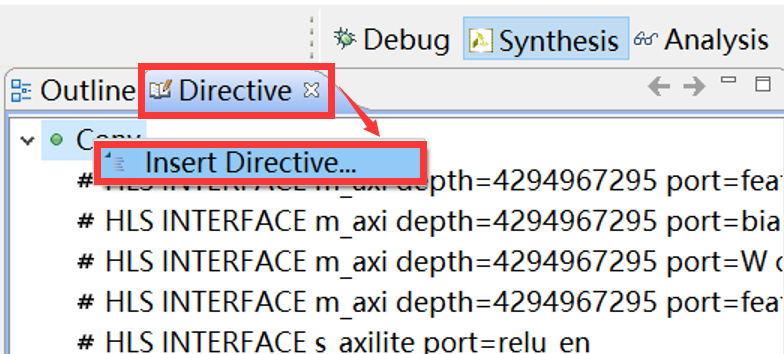 Debug Synthesis Analysis
Outline Directive
Conv
Insert Directive...
# HLS INTERFACE m_axi depth=4294967295 port=fea
# HLS INTERFACE m_axi depth=4294967295 port=bia
# HLS INTERFACE m_axi depth=4294967295 port=W
# HLS INTERFACE m_axi depth=4294967295 port=fea
# HLS INTERFACE s_axilite port=relu_en